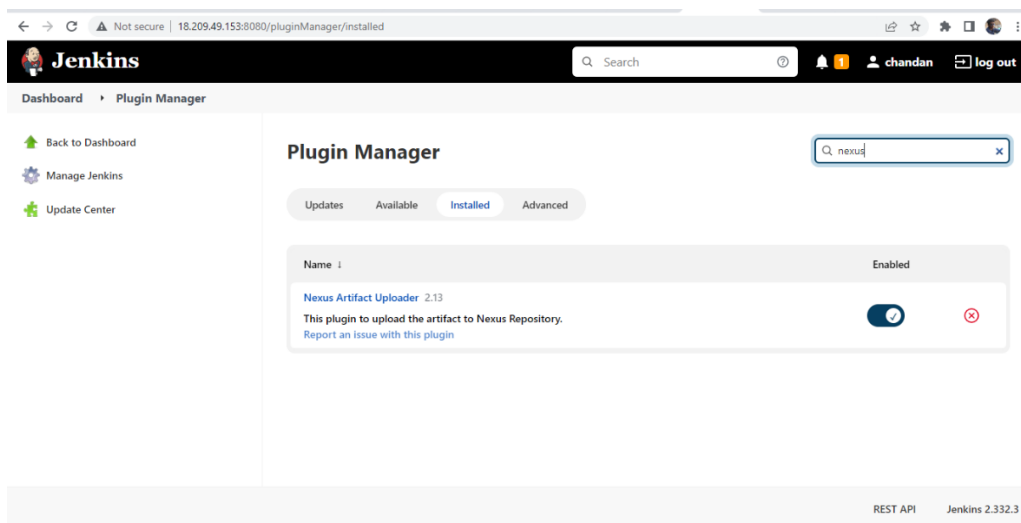 Not secure | 18.209.49.153:8080/pluginManager/installed
Jenkins
Search
1
chandan
log out
Dashboard
Plugin Manager
Back to Dashboard
Manage Jenkins
Update Center
Plugin Manager
nexus
Updates
Available
Installed
Advanced
Name ↓
Enabled
Nexus Artifact Uploader 2.13
This plugin to upload the artifact to Nexus Repository.
Report an issue with this plugin
REST API
Jenkins 2.332.3